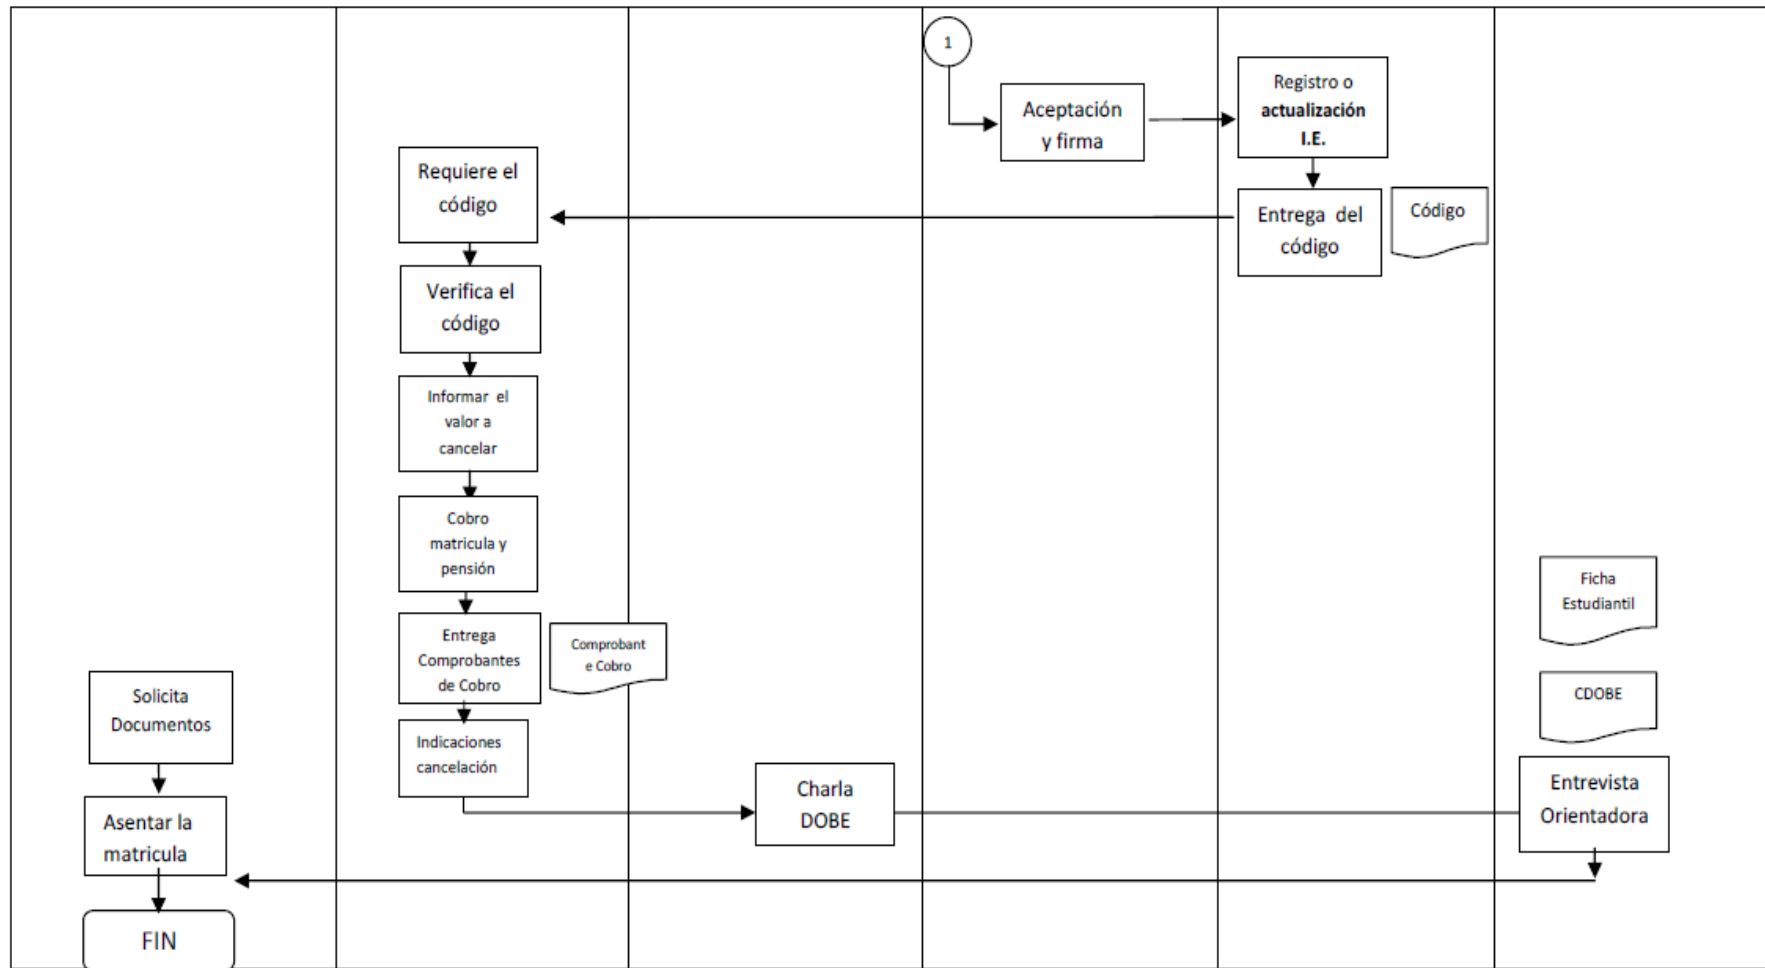 1
Aceptación
y firma
Registro o
actualización
I.E.
Requiere el
código
Entrega del
código
Código
Verifica el
código
Informar el
valor a
cancelar
Cobro
matricula y
pensión
Entrega
Comprobantes
de Cobro
Comprobant
e Cobro
Ficha
Estudiantil
Solicita
Documentos
CDOBE
Indicaciones
cancelación
Charla
DOBE
Entrevista
Orientadora
Asentar la
matricula
FIN